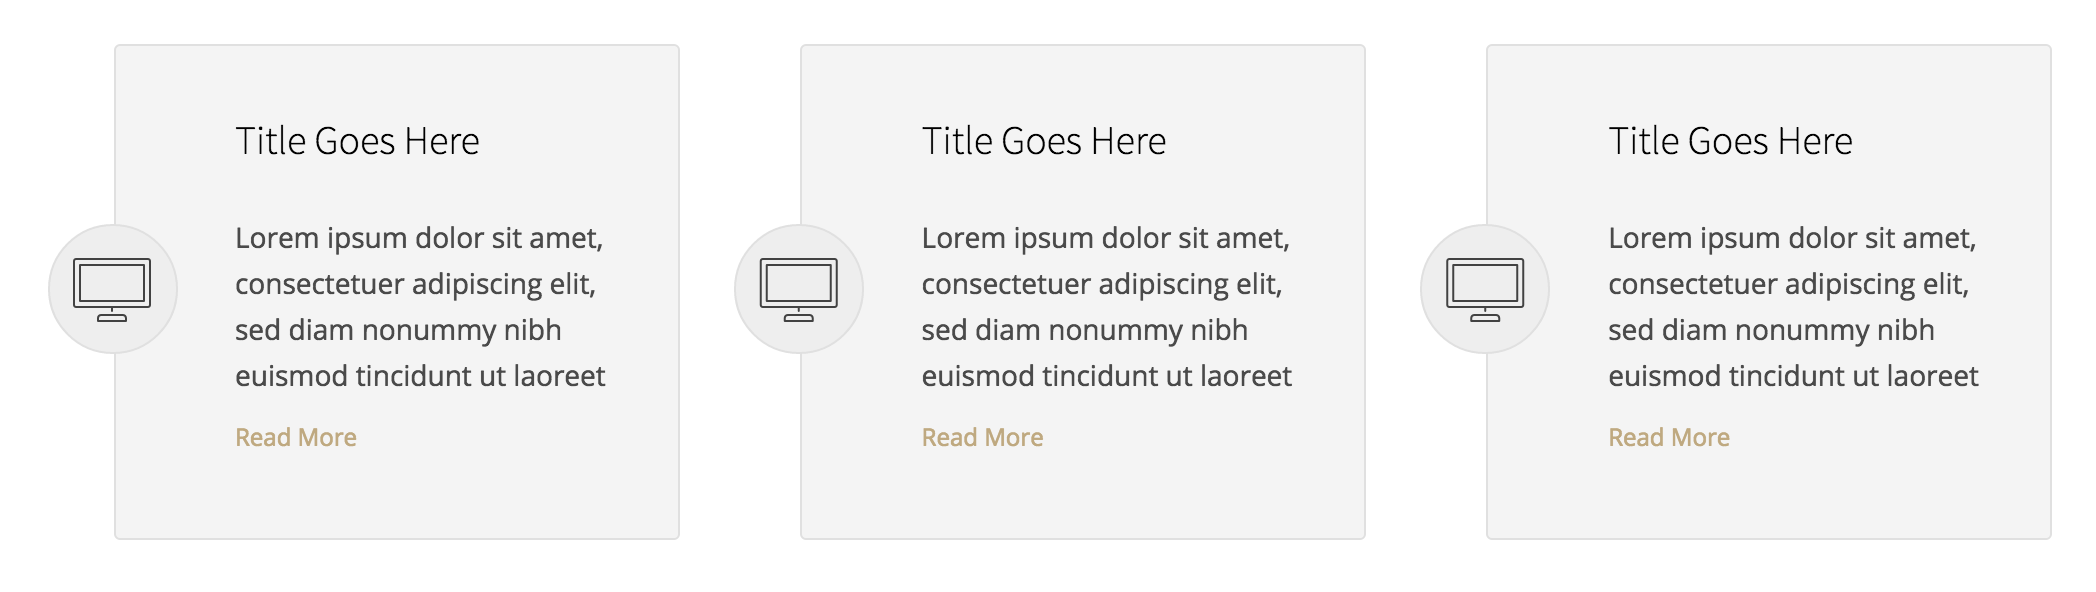 Title Goes Here
Lorem ipsum dolor sit amet,
consectetuer adipiscing elit,
sed diam nonummy nibh
euismod tincidunt ut laoreet
Read More
Title Goes Here
Lorem ipsum dolor sit amet,
consectetuer adipiscing elit,
sed diam nonummy nibh
euismod tincidunt ut laoreet
Read More
Title Goes Here
Lorem ipsum dolor sit amet,
consectetuer adipiscing elit,
sed diam nonummy nibh
euismod tincidunt ut laoreet
Read More